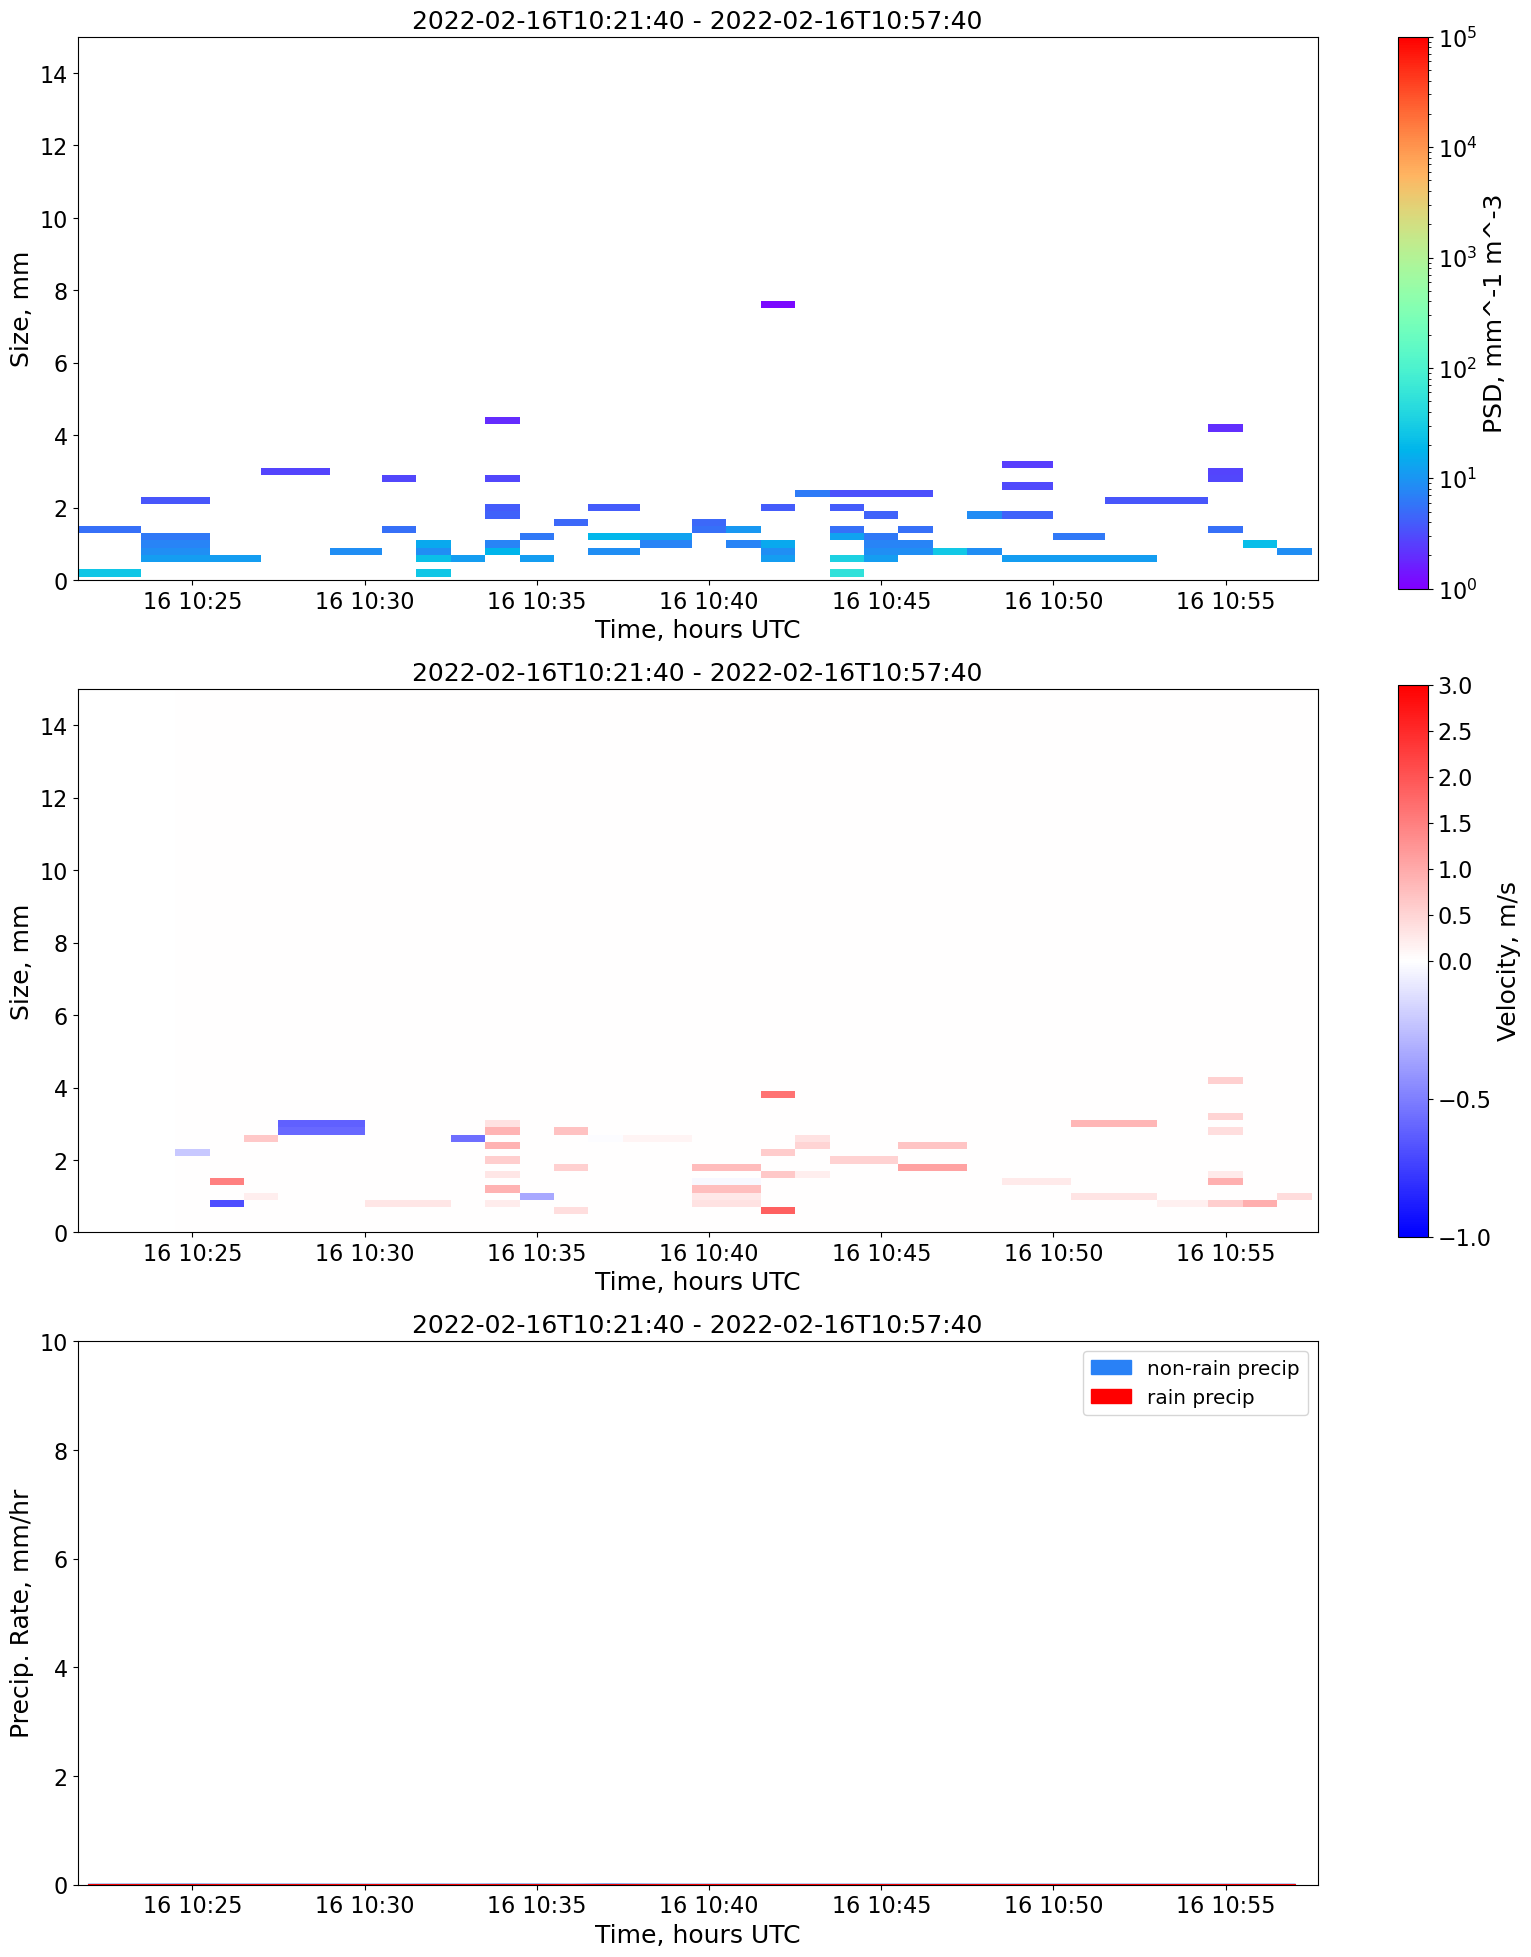 2022-02-16T10:21:40 - 2022-02-16T10:57:40
Size, mm
14
12
10
8
6
4
2
0
16 10:25 16 10:30 16 10:35 16 10:40 16 10:45 16 10:50 16 10:55
Time, hours UTC
10^5
10^4
10^3
10^2
10^1
10^0
PSD, mm^-1 m^-3
2022-02-16T10:21:40 - 2022-02-16T10:57:40
Size, mm
14
12
10
8
6
4
2
0
16 10:25 16 10:30 16 10:35 16 10:40 16 10:45 16 10:50 16 10:55
Time, hours UTC
3.0
2.5
2.0
1.5
1.0
0.5
0.0
−0.5
−1.0
Velocity, m/s
2022-02-16T10:21:40 - 2022-02-16T10:57:40
Precip. Rate, mm/hr
10
8
6
4
2
0
non-rain precip
rain precip
16 10:25 16 10:30 16 10:35 16 10:40 16 10:45 16 10:50 16 10:55
Time, hours UTC